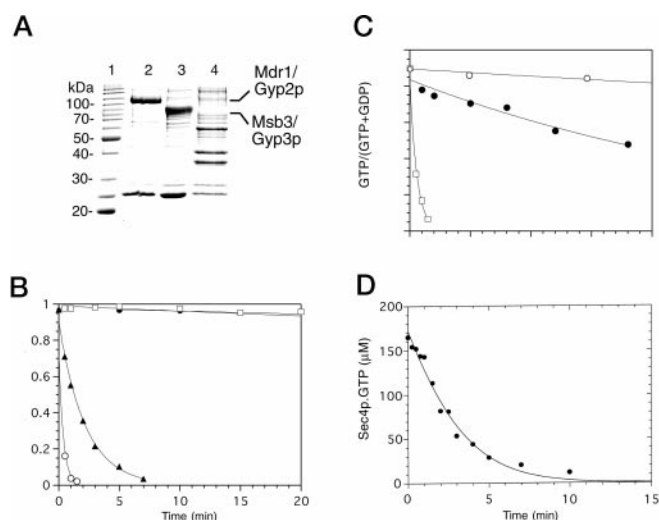 A
1 2 3 4
kDa
100-
70-
50-
40-
30-
20-
Mdr1/
Gyp2p
Msb3/
Gyp3p
C
GTP/(GTP+GDP)
B
1
0.8
0.6
0.4
0.2
0
0 5 10 15 20
Time (min)
D
Sec4p.GTP (μM)
200
150
100
50
0
0 5 10 15
Time (min)